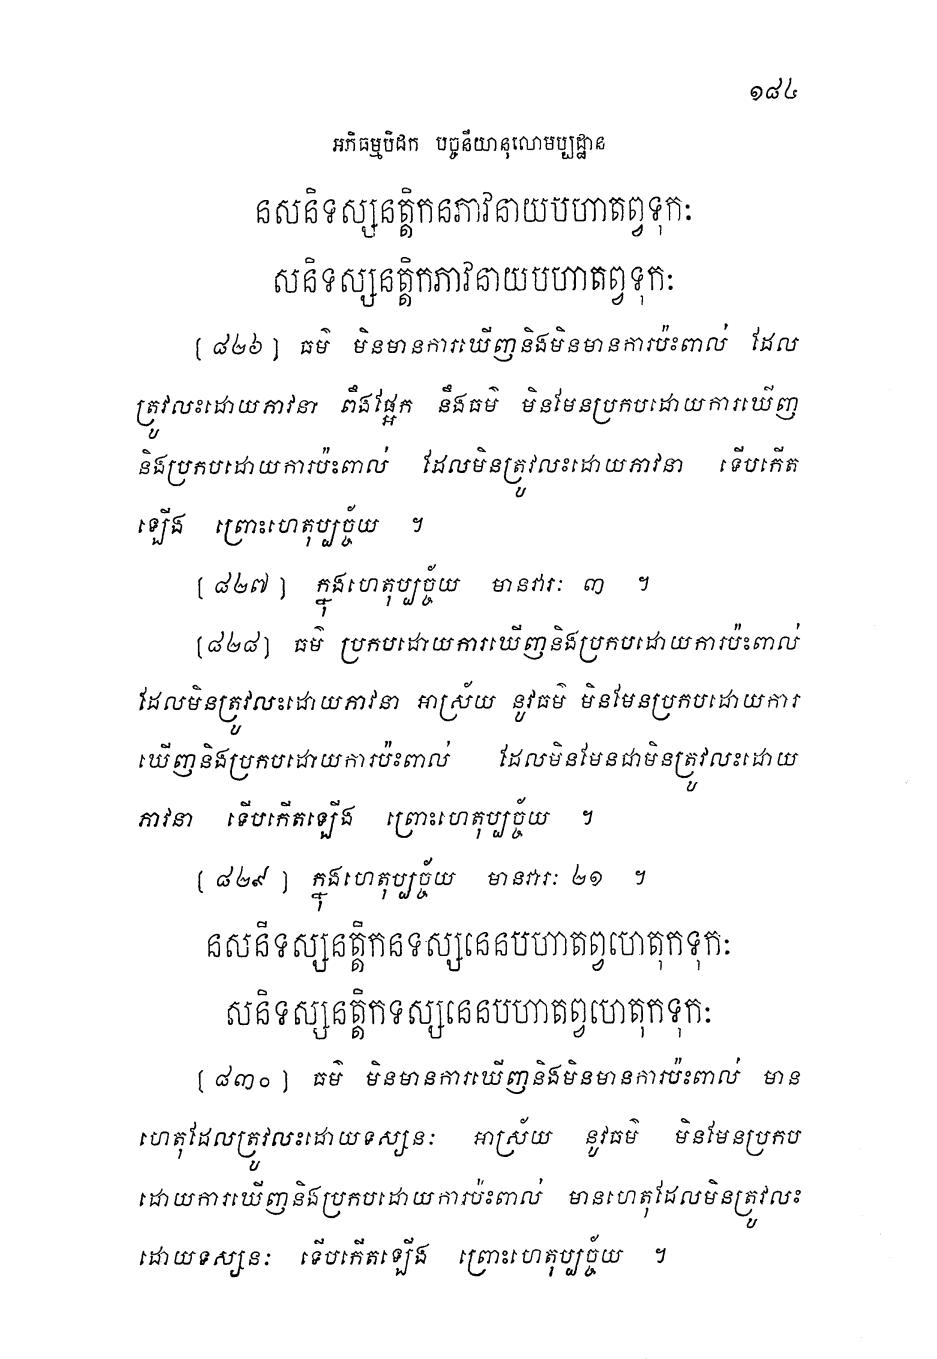 ១៨៤
អភិធម្មបិដក បច្ចនីយានុលោមប្បដ្ឋាន
នសនិទស្សនត្តិកនភាវនាយបហាតព្វទុកៈ
សនិទស្សនត្តិកភាវនាយបហាតព្វទុកៈ
[ ៨២៦ ] ធម៌ មិនមានការឃើញនិងមិនមានការប៉ះពាល់ ដែល
ត្រូវលះដោយភាវនា ពឹងផ្អែក នឹងធម៌ មិនមែនប្រកបដោយការឃើញ
និងប្រកបដោយការប៉ះពាល់ ដែលមិនត្រូវលះដោយភាវនា ទើបកើត
ឡើង ព្រោះហេតុប្បច្ច័យ ។
[ ៨២៧ ] ក្នុងហេតុប្បច្ច័យ មានវារៈ ៣ ។
[៨២៨] ធម៌ ប្រកបដោយការឃើញនិងប្រកបដោយការប៉ះពាល់
ដែលមិនត្រូវលះដោយភាវនា អាស្រ័យ នូវធម៌ មិនមែនប្រកបដោយការ
ឃើញនិងប្រកបដោយការប៉ះពាល់ ដែលមិនមែនជាមិនត្រូវលះដោយ
ភាវនា ទើបកើតឡើង ព្រោះហេតុប្បច្ច័យ ។
[ ៨២៩ ] ក្នុងហេតុប្បច្ច័យ មានវារៈ ២១ ។
នសនិទស្សនត្តិកនទស្សនេនបហាតព្វហេតុកទុកៈ
សនិទស្សនត្តិកទស្សនេនបហាតព្វហេតុកទុកៈ
[ ៨៣០ ] ធម៌ មិនមានការឃើញនិងមិនមានការប៉ះពាល់ មាន
ហេតុដែលត្រូវលះដោយទស្សនៈ អាស្រ័យ នូវធម៌ មិនមែនប្រកប
ដោយការឃើញនិងប្រកបដោយការប៉ះពាល់ មានហេតុដែលមិនត្រូវលះ
ដោយទស្សនៈ ទើបកើតឡើង ព្រោះហេតុប្បច្ច័យ ។